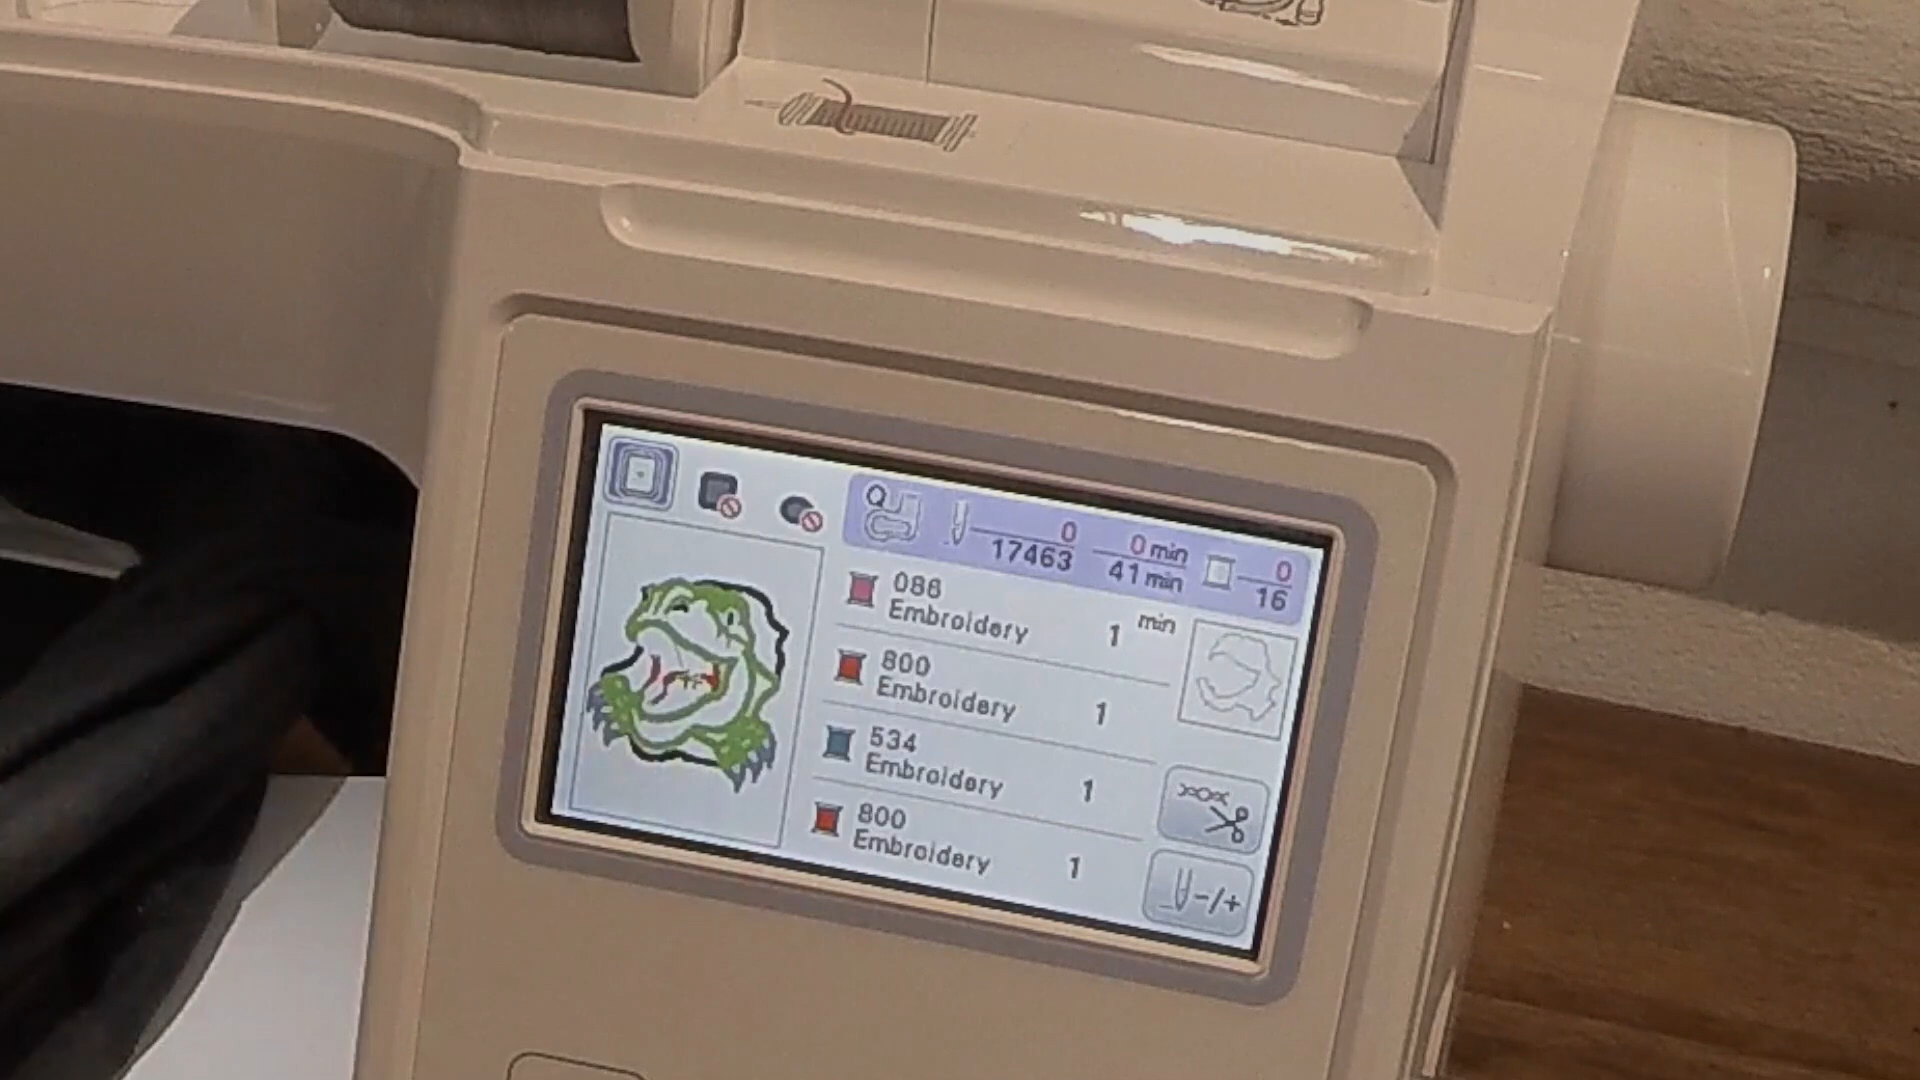 Q
0
17463
0 min
41 min
0
16
086
Embroidery 1 min
800
Embroidery 1
534
Embroidery 1
800
Embroidery 1
-/+